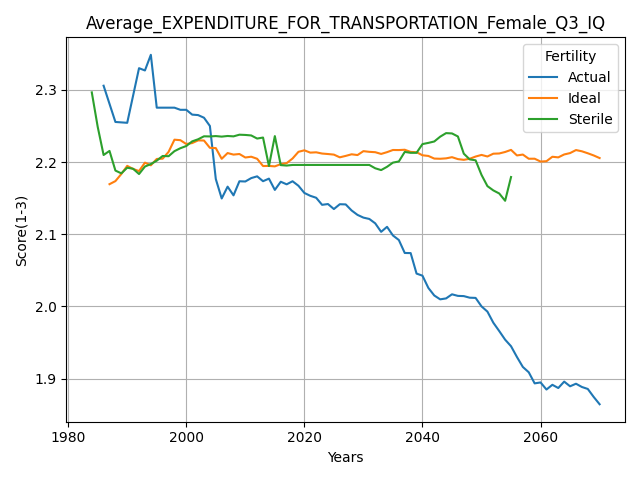 Average_EXPENDITURE_FOR_TRANSPORTATION_Female_Q3_IQ
Fertility
Actual
Ideal
Sterile
Score(1-3)
2.3
2.2
2.1
2.0
1.9
1980
2000
2020
2040
2060
Years